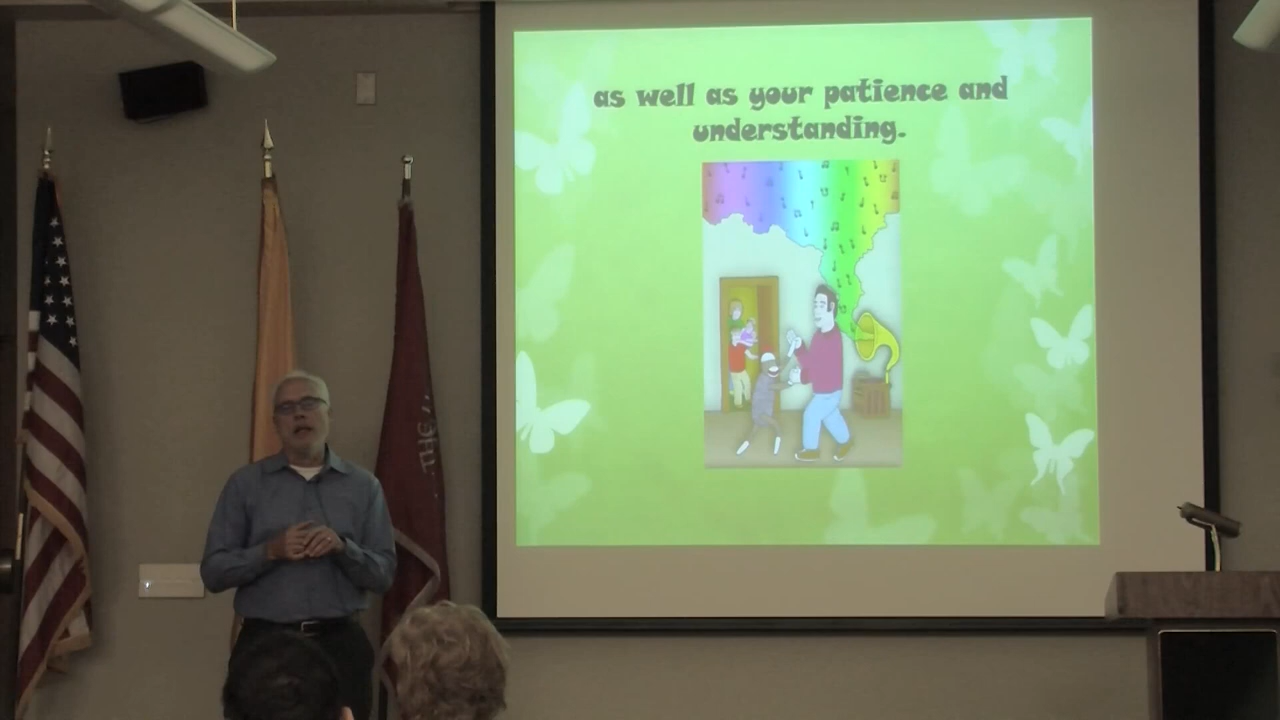 as well as your patience and
understanding.